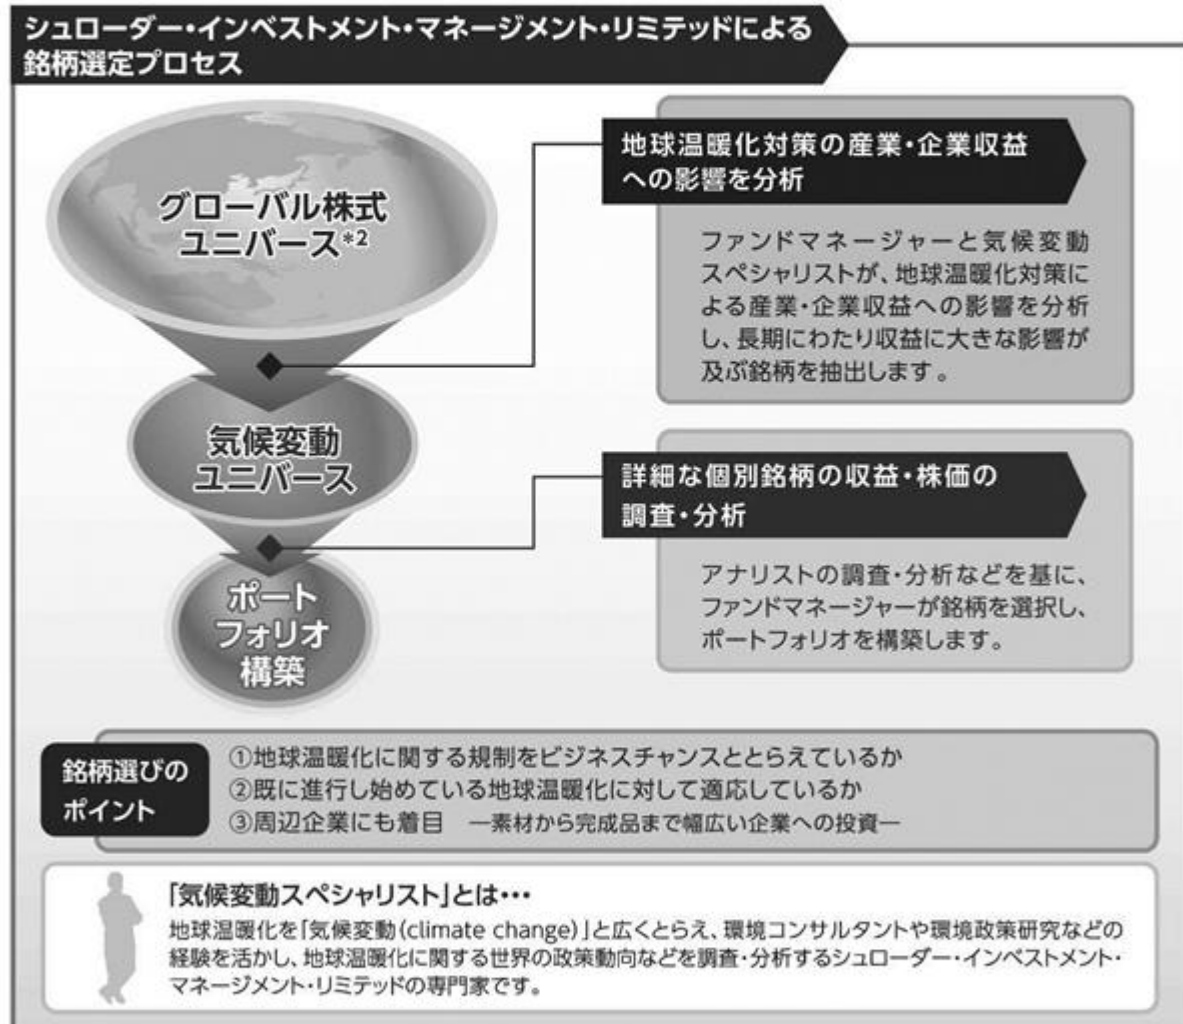 シュローダー・インベストメント・マネージメント・リミテッドによる
銘柄選定プロセス
グローバル株式
ユニバース*2
地球温暖化対策の産業・企業収益
への影響を分析
ファンドマネージャーと気候変動
スペシャリストが、地球温暖化対策に
よる産業・企業収益への影響を分析
し、長期にわたり収益に大きな影響が
及ぶ銘柄を抽出します。
気候変動
ユニバース
詳細な個別銘柄の収益・株価の
調査・分析
アナリストの調査・分析などを基に、
ファンドマネージャーが銘柄を選択し、
ポートフォリオを構築します。
ポート
フォリオ
構築
銘柄選びの
ポイント
①地球温暖化に関する規制をビジネスチャンスととらえているか
②既に進行し始めている地球温暖化に対して適応しているか
③周辺企業にも着目 ―素材から完成品まで幅広い企業への投資―
「気候変動スペシャリスト」とは・・・
地球温暖化を「気候変動(climate change)」と広くとらえ、環境コンサルタントや環境政策研究などの
経験を活かし、地球温暖化に関する世界の政策動向などを調査・分析するシュローダー・インベストメント・
マネージメント・リミテッドの専門家です。